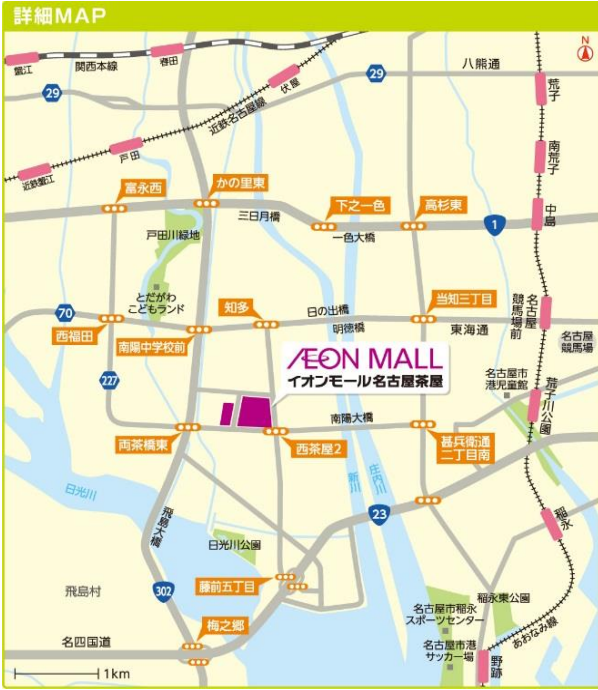 詳細MAP
N
蟹江
関西本線
春田
29
近鉄名古屋線
伏屋
29
八熊通
荒子
近鉄蟹江
戸田
南荒子
富永西
かの里東
三日月橋
下之一色
一色大橋
高杉東
1
中島
戸田川緑地
とだがわ
こどもランド
70
西福田
南陽中学校前
知多
日の出橋
明徳橋
当知三丁目
東海通
名古屋
競馬場前
名古屋
競馬場
ÆON MALL
イオンモール名古屋茶屋
名古屋市
港児童館
荒子川公園
227
両茶橋東
西茶屋2
南陽大橋
甚兵衛通
二丁目南
日光川
飛島大橋
新川
庄内川
23
稲永
日光川公園
藤前五丁目
302
飛島村
梅之郷
名四国道
稲永東公園
名古屋市稲永
スポーツセンター
名古屋市港
サッカー場
あおなみ線
野跡
1km